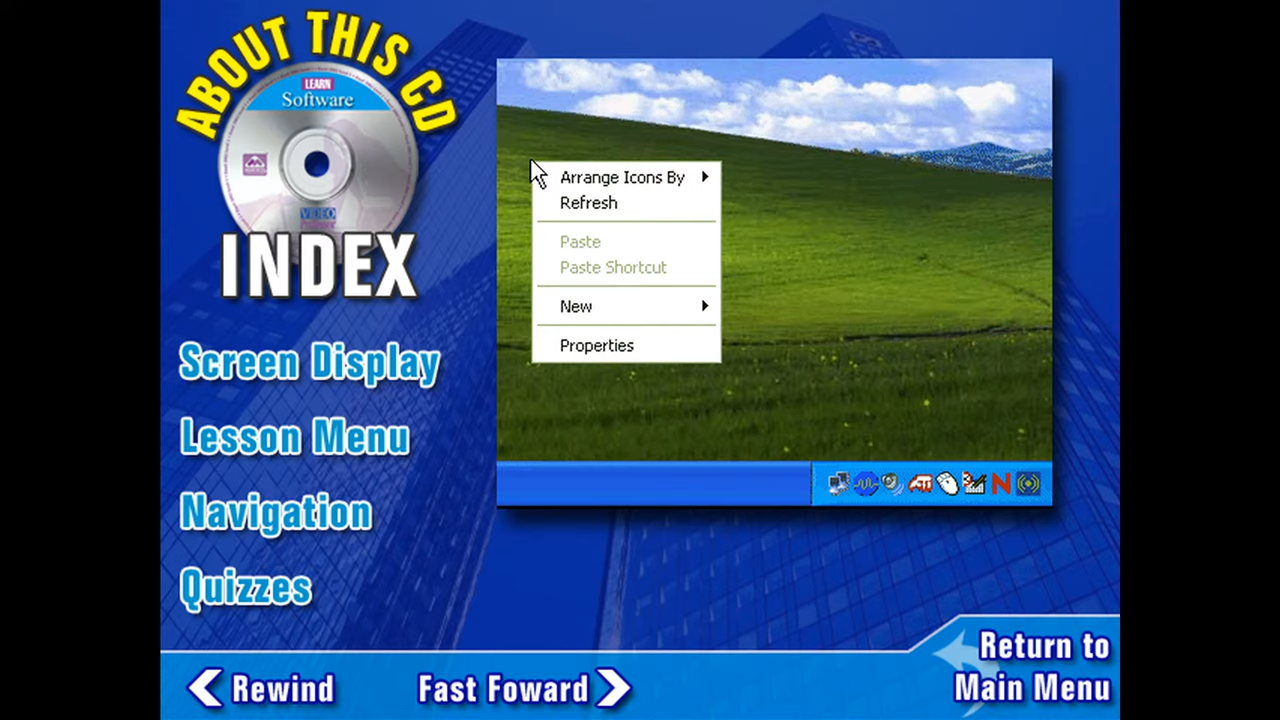 ABOUT THIS CD
LEARN
Software
VIDEO
INDEX
Screen Display
Lesson Menu
Navigation
Quizzes
Arrange Icons By
Refresh
Paste
Paste Shortcut
New
Properties
Rewind
Fast Foward
Return to
Main Menu